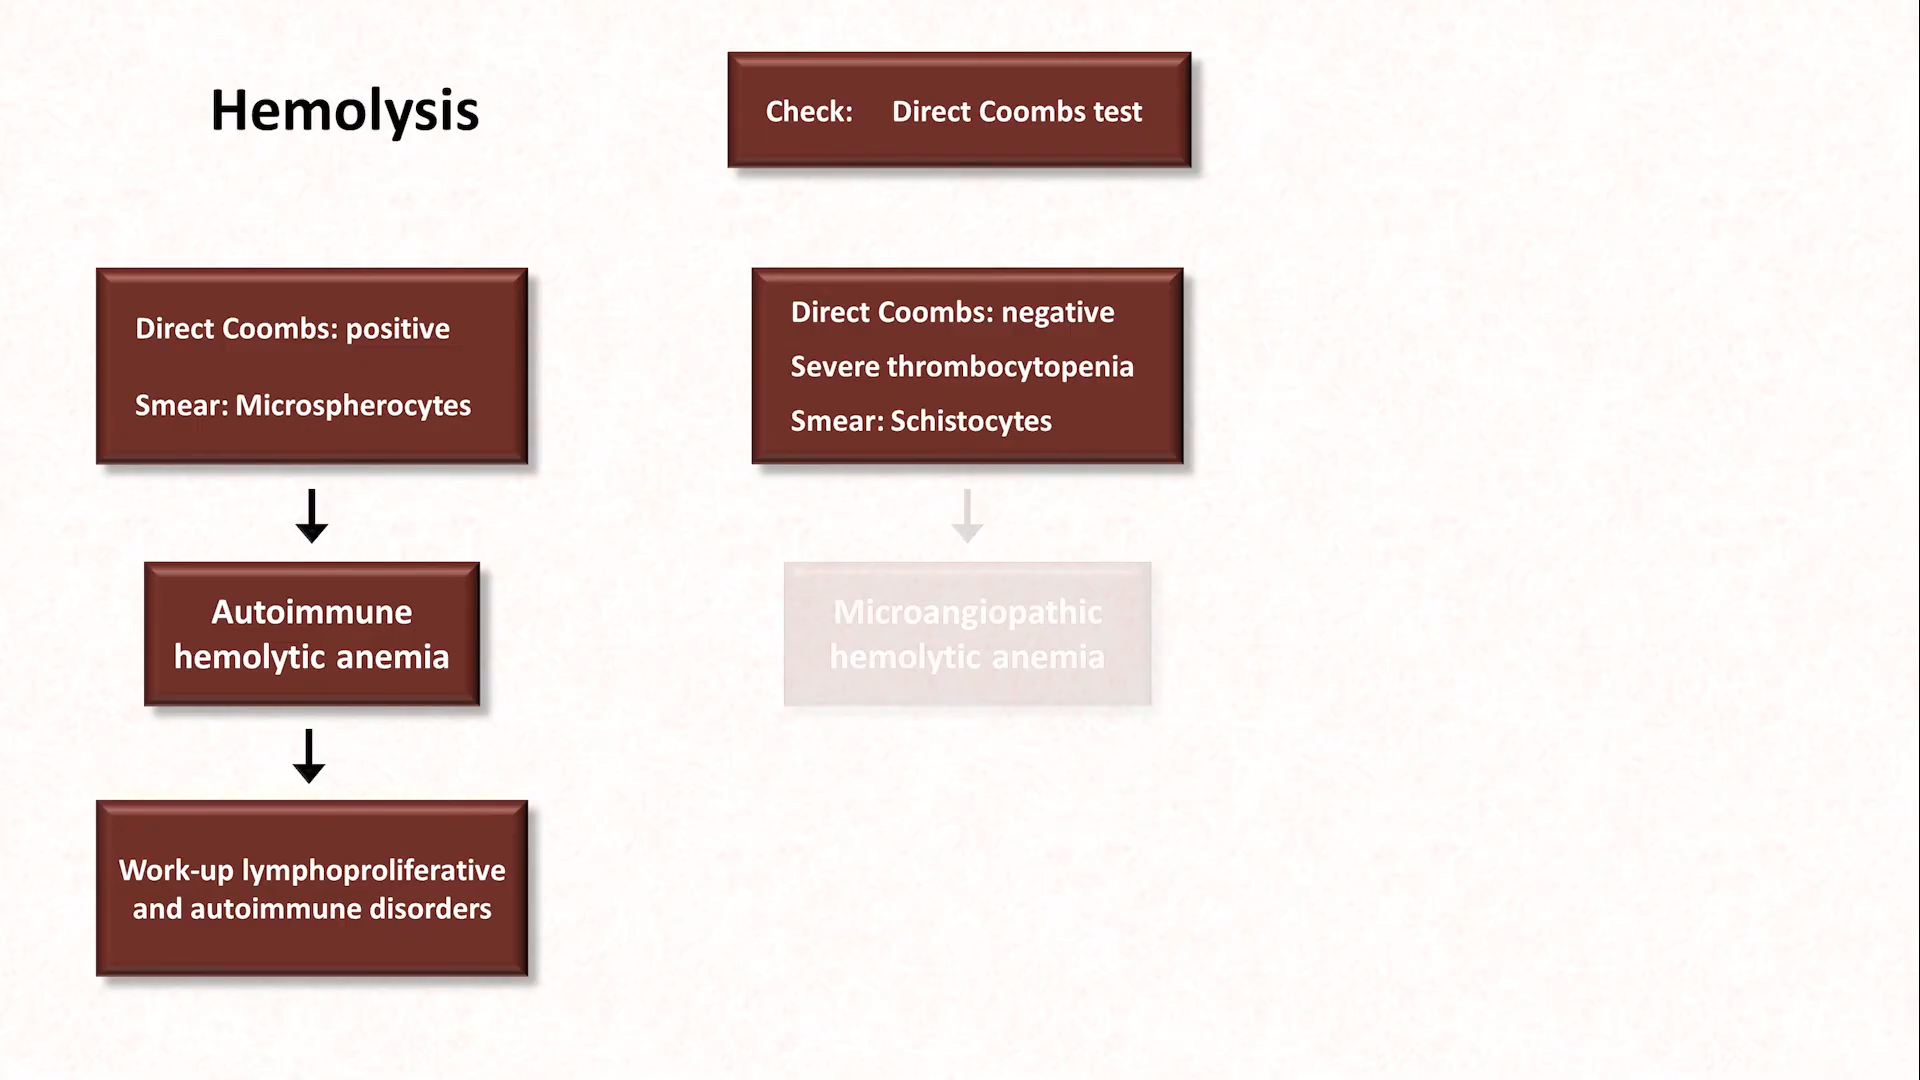 Hemolysis
Check: Direct Coombs test
Direct Coombs: positive
Smear: Microspherocytes
Direct Coombs: negative
Severe thrombocytopenia
Smear: Schistocytes
Autoimmune
hemolytic anemia
Microangiopathic
hemolytic anemia
Work-up lymphoproliferative
and autoimmune disorders